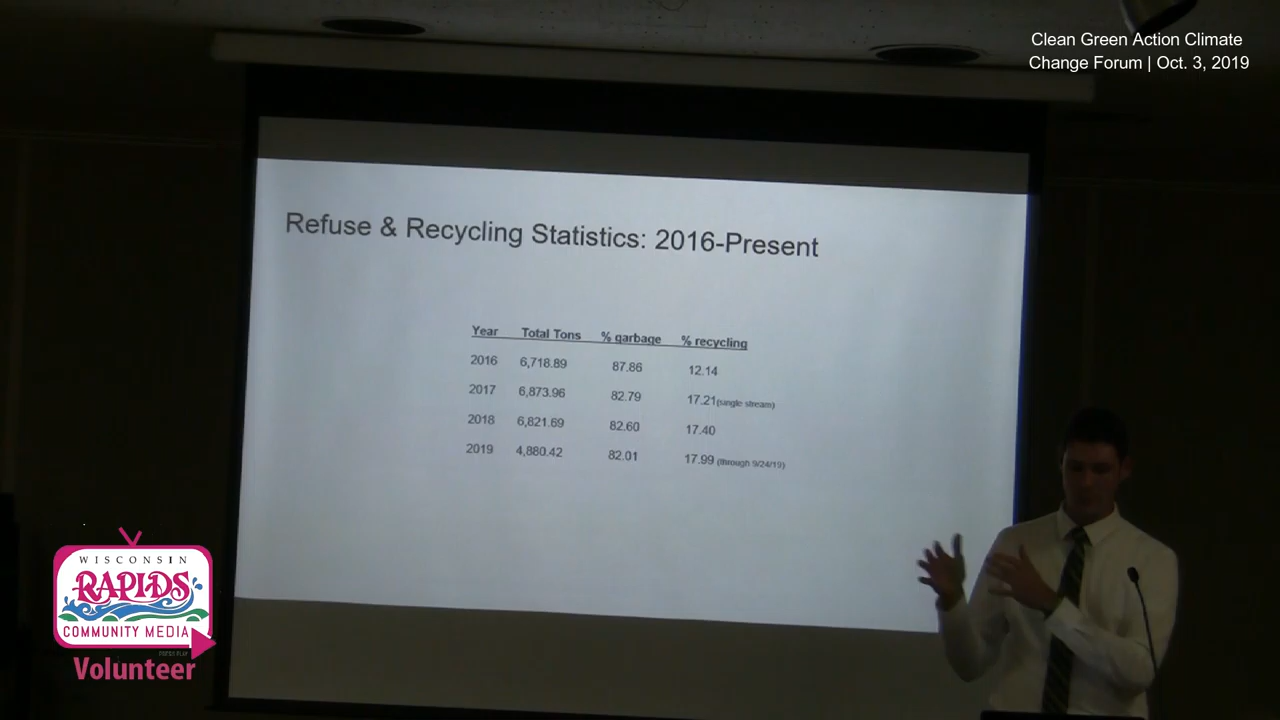 Clean Green Action Climate
Change Forum | Oct. 3, 2019
Refuse & Recycling Statistics: 2016-Present
Year Total Tons % garbage % recycling
2016 6,718.89 87.86 12.14
2017 6,873.96 82.79 17.21 (single stream)
2018 6,821.69 82.60 17.40
2019 4,880.42 82.01 17.99 (through 9/24/19)
WISCONSIN
RAPIDS
COMMUNITY MEDIA
PRESS PLAY
Volunteer